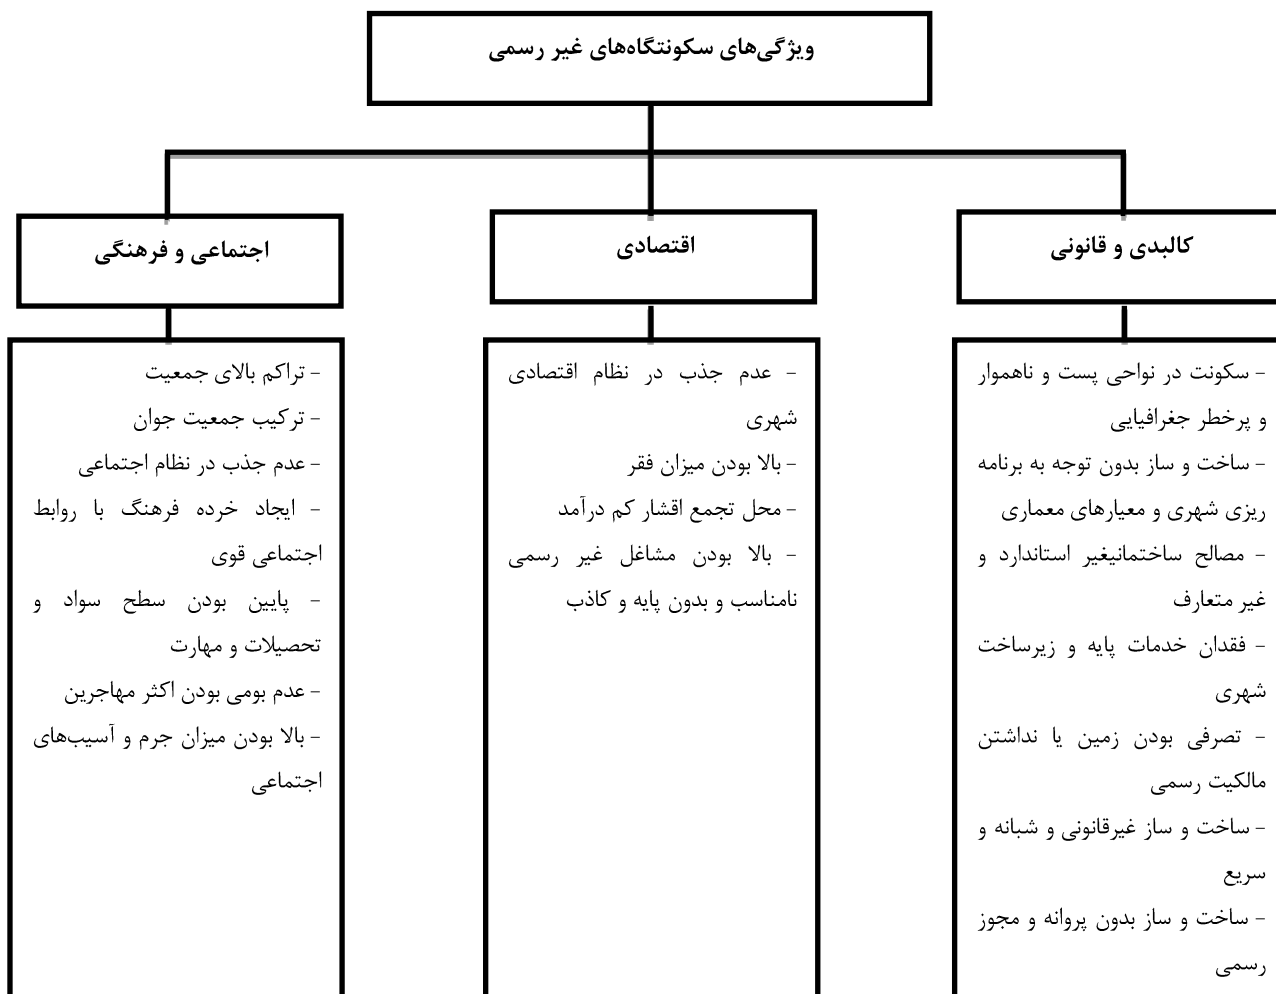 ویژگی‌های سکونتگاه‌های غیر رسمی
کالبدی و قانونی
- سکونت در نواحی پست و ناهموار
و پرخطر جغرافیایی
- ساخت و ساز بدون توجه به برنامه
ریزی شهری و معیارهای معماری
- مصالح ساختمانیغیر استاندارد و
غیر متعارف
- فقدان خدمات پایه و زیرساخت
شهری
- تصرفی بودن زمین یا نداشتن
مالکیت رسمی
- ساخت و ساز غیرقانونی و شبانه و
سریع
- ساخت و ساز بدون پروانه و مجوز
رسمی
اقتصادی
- عدم جذب در نظام اقتصادی
شهری
- بالا بودن میزان فقر
- محل تجمع اقشار کم درآمد
- بالا بودن مشاغل غیر رسمی
نامناسب و بدون پایه و کاذب
اجتماعی و فرهنگی
- تراکم بالای جمعیت
- ترکیب جمعیت جوان
- عدم جذب در نظام اجتماعی
- ایجاد خرده فرهنگ با روابط
اجتماعی قوی
- پایین بودن سطح سواد و
تحصیلات و مهارت
- عدم بومی بودن اکثر مهاجرین
- بالا بودن میزان جرم و آسیب‌های
اجتماعی